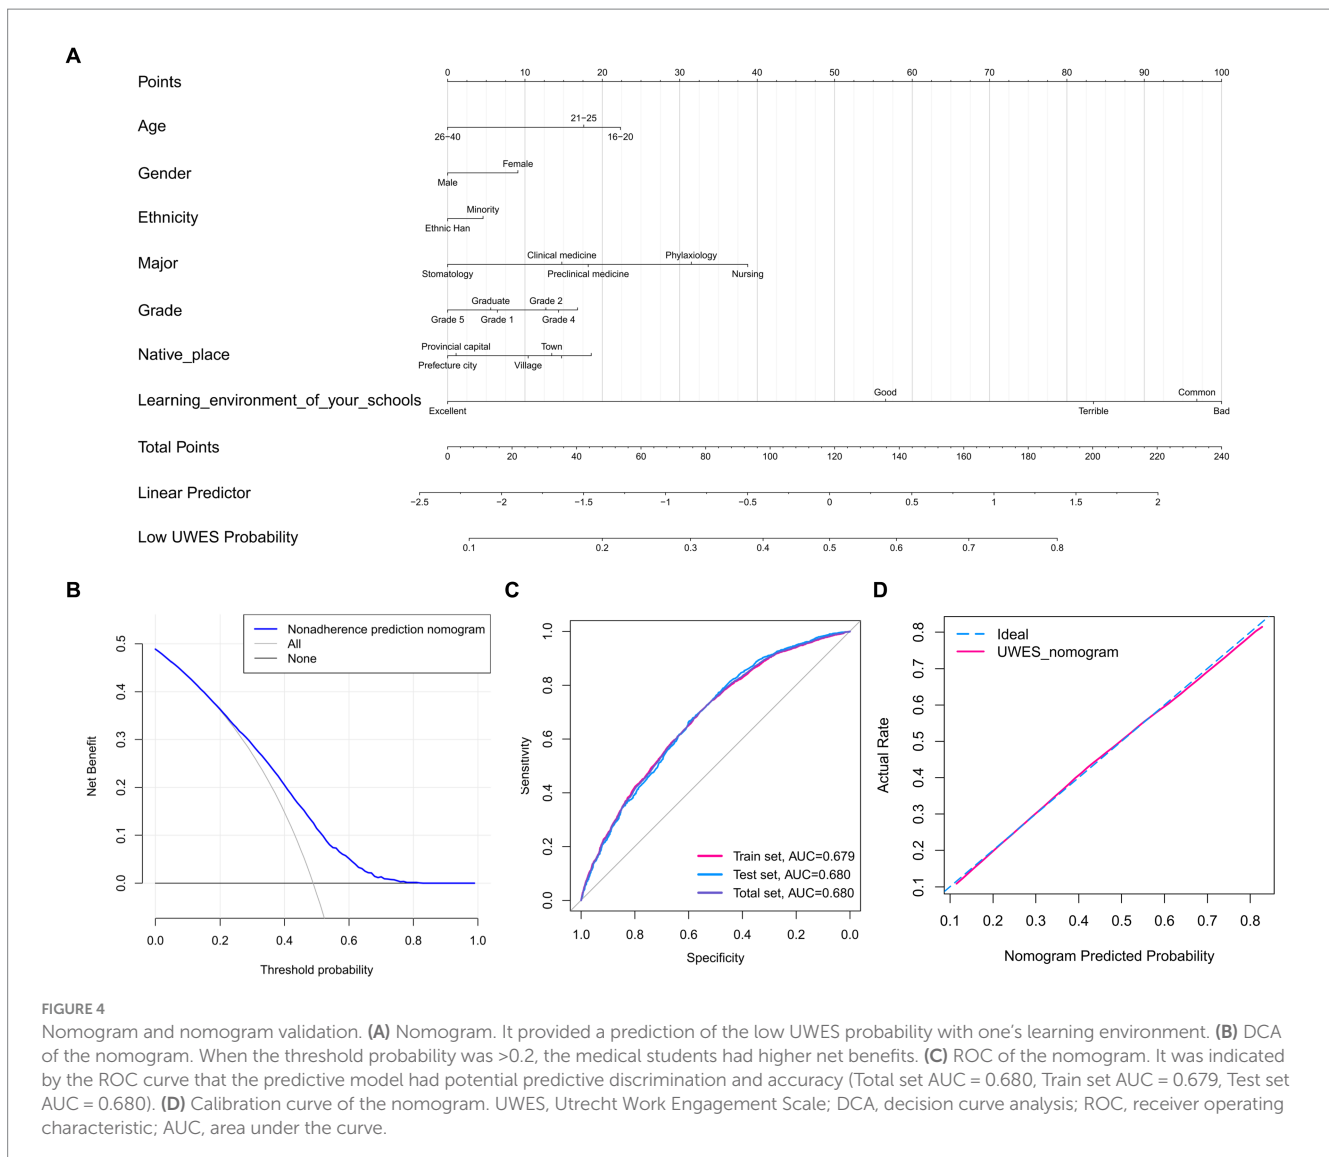 A
Points
0 10 20 30 40 50 60 70 80 90 100
Age
21−25
26−40 16−20
Gender
Female
Male
Ethnicity
Minority
Ethnic Han
Major
Clinical medicine Phylaxiology
Stomatology Preclinical medicine Nursing
Grade
Graduate Grade 2
Grade 5 Grade 1 Grade 4
Native_place
Provincial capital Town
Prefecture city Village
Learning_environment_of_your_schools
Good Common
Excellent Terrible Bad
Total Points
0 20 40 60 80 100 120 140 160 180 200 220 240
Linear Predictor
−2.5 −2 −1.5 −1 −0.5 0 0.5 1 1.5 2
Low UWES Probability
0.1 0.2 0.3 0.4 0.5 0.6 0.7 0.8
B
Net Benefit
0.5
0.4
0.3
0.2
0.1
0.0
Nonadherence prediction nomogram
All
None
0.0 0.2 0.4 0.6 0.8 1.0
Threshold probability
C
Sensitivity
1.0
0.8
0.6
0.4
0.2
0.0
Train set, AUC=0.679
Test set, AUC=0.680
Total set, AUC=0.680
1.0 0.8 0.6 0.4 0.2 0.0
Specificity
D
Actual Rate
0.8
0.7
0.6
0.5
0.4
0.3
0.2
0.1
Ideal
UWES_nomogram
0.1 0.2 0.3 0.4 0.5 0.6 0.7 0.8
Nomogram Predicted Probability
FIGURE 4
Nomogram and nomogram validation. (A) Nomogram. It provided a prediction of the low UWES probability with one's learning environment. (B) DCA
of the nomogram. When the threshold probability was >0.2, the medical students had higher net benefits. (C) ROC of the nomogram. It was indicated
by the ROC curve that the predictive model had potential predictive discrimination and accuracy (Total set AUC = 0.680, Train set AUC = 0.679, Test set
AUC = 0.680). (D) Calibration curve of the nomogram. UWES, Utrecht Work Engagement Scale; DCA, decision curve analysis; ROC, receiver operating
characteristic; AUC, area under the curve.